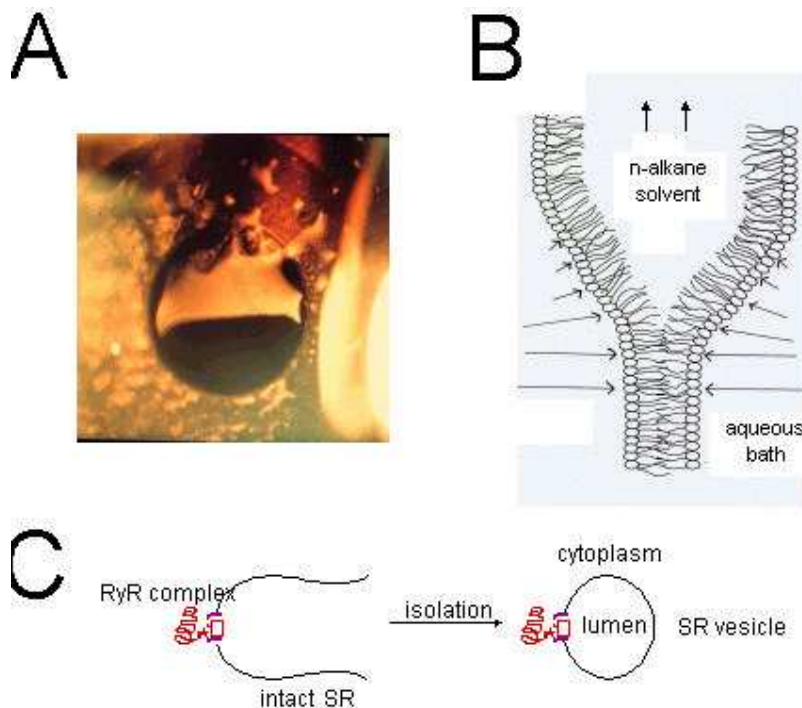 A
B
n-alkane
solvent
aqueous
bath
C
RyR complex
intact SR
isolation
cytoplasm
lumen
SR vesicle